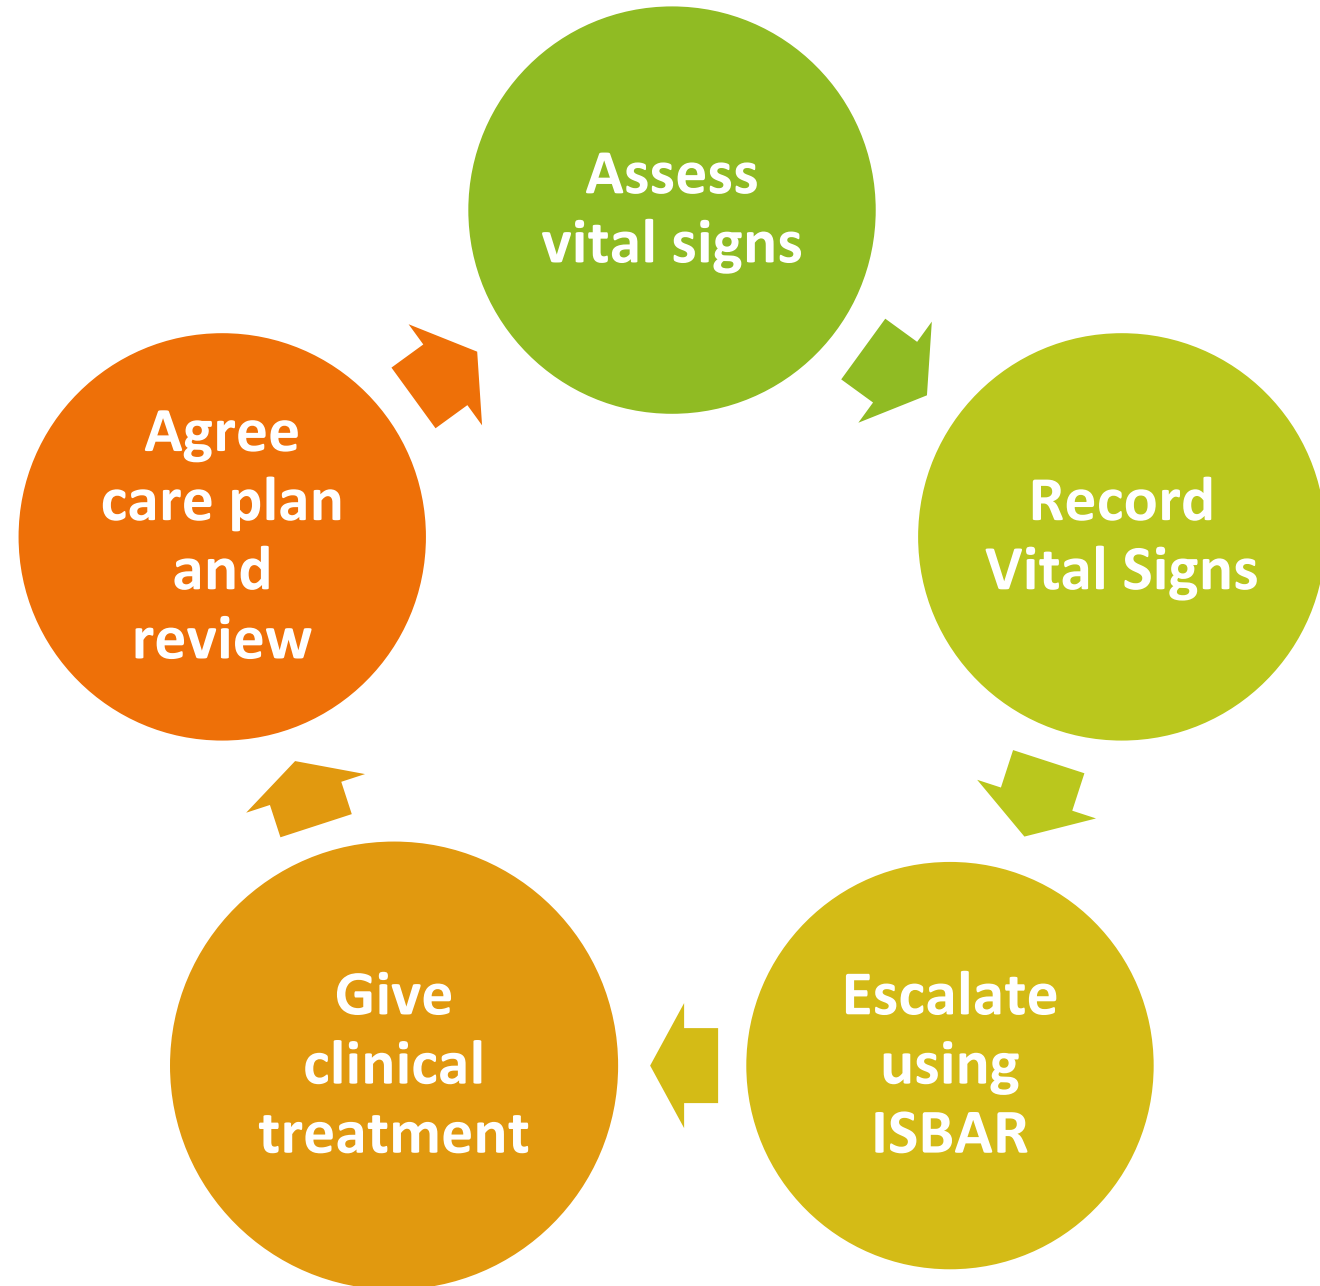 Assess
vital signs
Record
Vital Signs
Escalate
using
ISBAR
Give
clinical
treatment
Agree
care plan
and
review